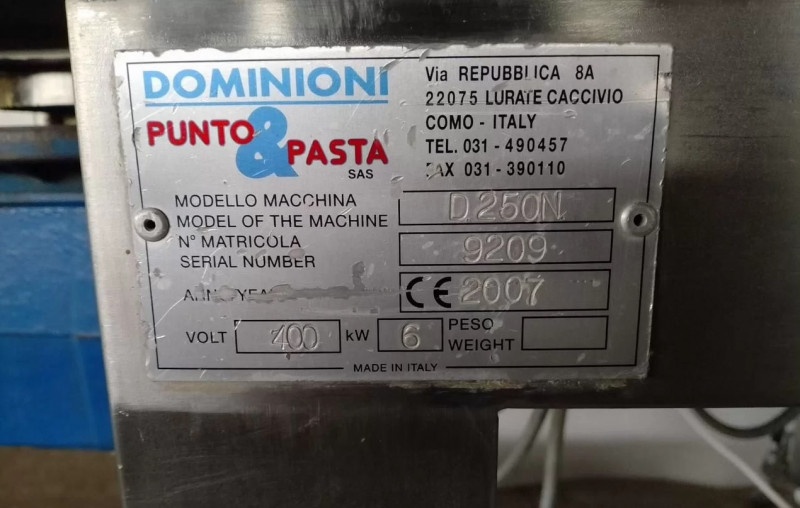 DOMINIONI
PUNTO & PASTA
SAS
Via REPUBBLICA 8A
22075 LURATE CACCIVIO
COMO - ITALY
TEL. 031 - 490457
FAX 031 - 390110
MODELLO MACCHINA
MODEL OF THE MACHINE
D250N
N° MATRICOLA
SERIAL NUMBER
9209
ANNO/YEAR
CE 2007
VOLT 400 kW 6 PESO
WEIGHT
MADE IN ITALY